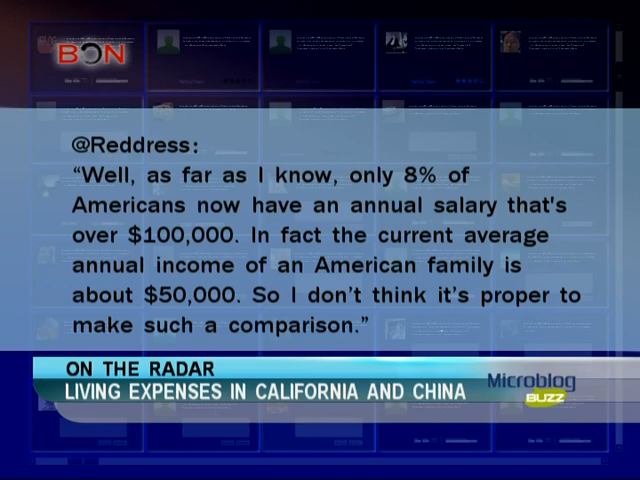 BON
@Reddress:
“Well, as far as I know, only 8% of
Americans now have an annual salary that's
over $100,000. In fact the current average
annual income of an American family is
about $50,000. So I don’t think it’s proper to
make such a comparison.”
ON THE RADAR
LIVING EXPENSES IN CALIFORNIA AND CHINA
Microblog
BUZZ